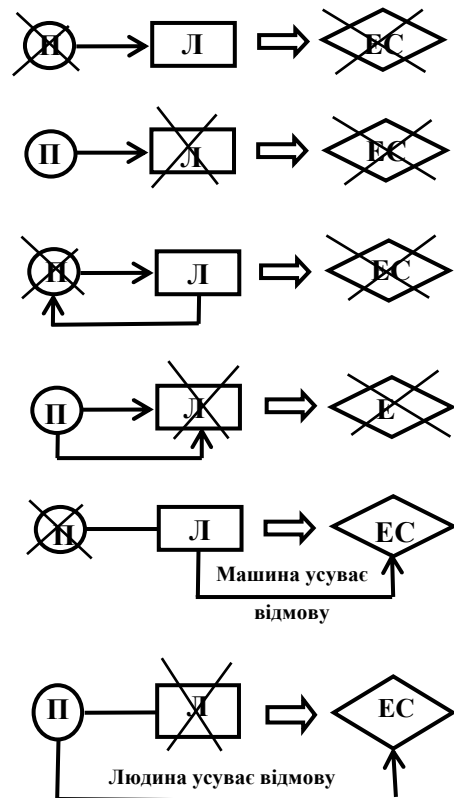 П Л ЕС
П Л ЕС
П Л ЕС
П Л Е
П Л ЕС
Машина усуває
відмову
П Л ЕС
Людина усуває відмову